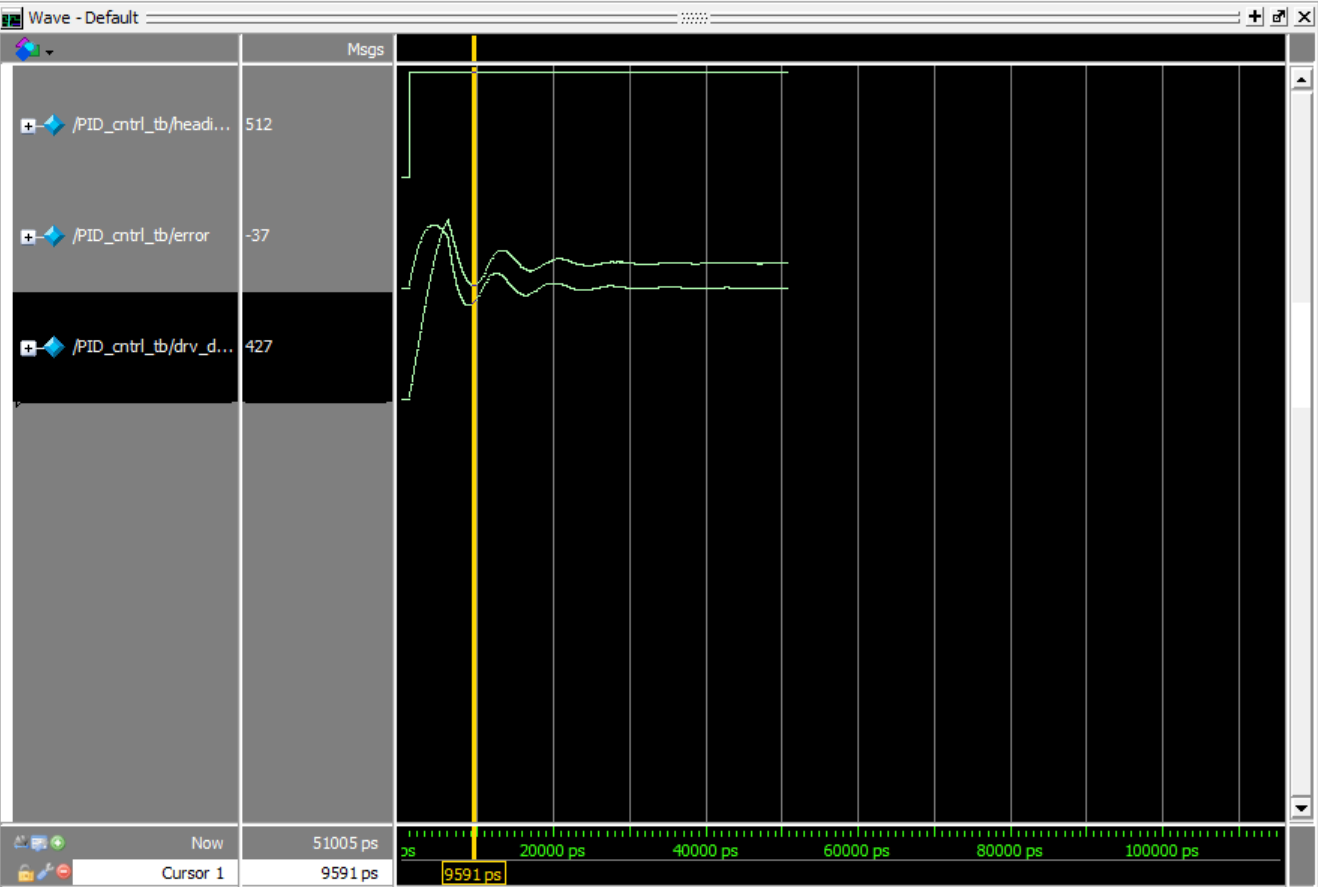 Wave - Default
Msgs
/PID_cntrl_tb/headi... 512
/PID_cntrl_tb/error -37
/PID_cntrl_tb/drv_d... 427
Now 51005 ps
ps 20000 ps 40000 ps 60000 ps 80000 ps 100000 ps
Cursor 1 9591 ps
9591 ps